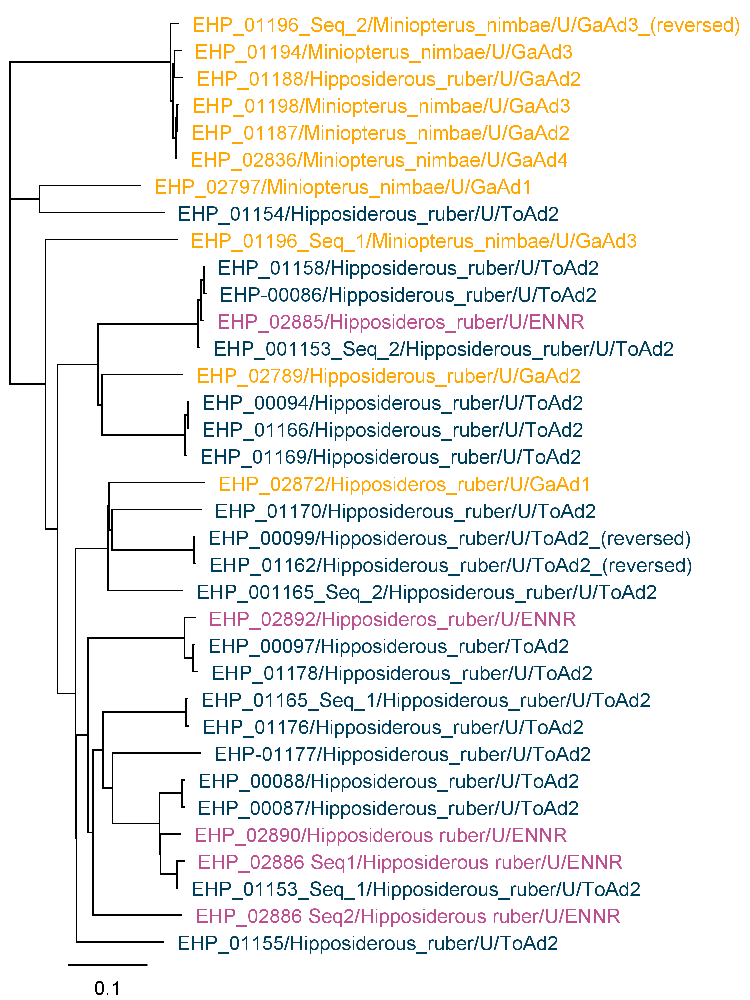 EHP_01196_Seq_2/Miniopterus_nimbae/U/GaAd3_(reversed)
EHP_01194/Miniopterus_nimbae/U/GaAd3
EHP_01188/Hipposiderous_ruber/U/GaAd2
EHP_01198/Miniopterus_nimbae/U/GaAd3
EHP_01187/Miniopterus_nimbae/U/GaAd2
EHP_02836/Miniopterus_nimbae/U/GaAd4
EHP_02797/Miniopterus_nimbae/U/GaAd1
EHP_01154/Hipposiderous_ruber/U/ToAd2
EHP_01196_Seq_1/Miniopterus_nimbae/U/GaAd3
EHP_01158/Hipposiderous_ruber/U/ToAd2
EHP-00086/Hipposiderous_ruber/U/ToAd2
EHP_02885/Hipposideros_ruber/U/ENNR
EHP_001153_Seq_2/Hipposiderous_ruber/U/ToAd2
EHP_02789/Hipposiderous_ruber/U/GaAd2
EHP_00094/Hipposiderous_ruber/U/ToAd2
EHP_01166/Hipposiderous_ruber/U/ToAd2
EHP_01169/Hipposiderous_ruber/U/ToAd2
EHP_02872/Hipposideros_ruber/U/GaAd1
EHP_01170/Hipposiderous_ruber/U/ToAd2
EHP_00099/Hipposiderous_ruber/U/ToAd2_(reversed)
EHP_01162/Hipposiderous_ruber/U/ToAd2_(reversed)
EHP_001165_Seq_2/Hipposiderous_ruber/U/ToAd2
EHP_02892/Hipposideros_ruber/U/ENNR
EHP_00097/Hipposiderous_ruber/ToAd2
EHP_01178/Hipposiderous_ruber/U/ToAd2
EHP_01165_Seq_1/Hipposiderous_ruber/U/ToAd2
EHP_01176/Hipposiderous_ruber/U/ToAd2
EHP-01177/Hipposiderous_ruber/U/ToAd2
EHP_00088/Hipposiderous_ruber/U/ToAd2
EHP_00087/Hipposiderous_ruber/U/ToAd2
EHP_02890/Hipposiderous ruber/U/ENNR
EHP_02886 Seq1/Hipposiderous ruber/U/ENNR
EHP_01153_Seq_1/Hipposiderous_ruber/U/ToAd2
EHP_02886 Seq2/Hipposiderous ruber/U/ENNR
EHP_01155/Hipposiderous_ruber/U/ToAd2
0.1